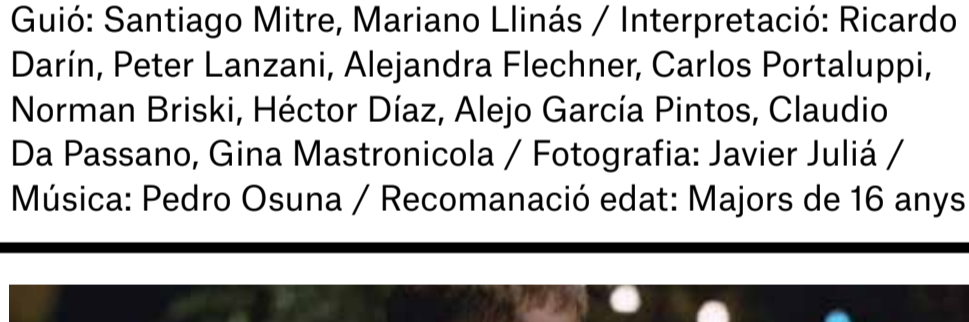 Guió: Santiago Mitre, Mariano Llinás / Interpretació: Ricardo
Darín, Peter Lanzani, Alejandra Flechner, Carlos Portaluppi,
Norman Briski, Héctor Díaz, Alejo García Pintos, Claudio
Da Passano, Gina Mastronicola / Fotografia: Javier Juliá /
Música: Pedro Osuna / Recomanació edat: Majors de 16 anys